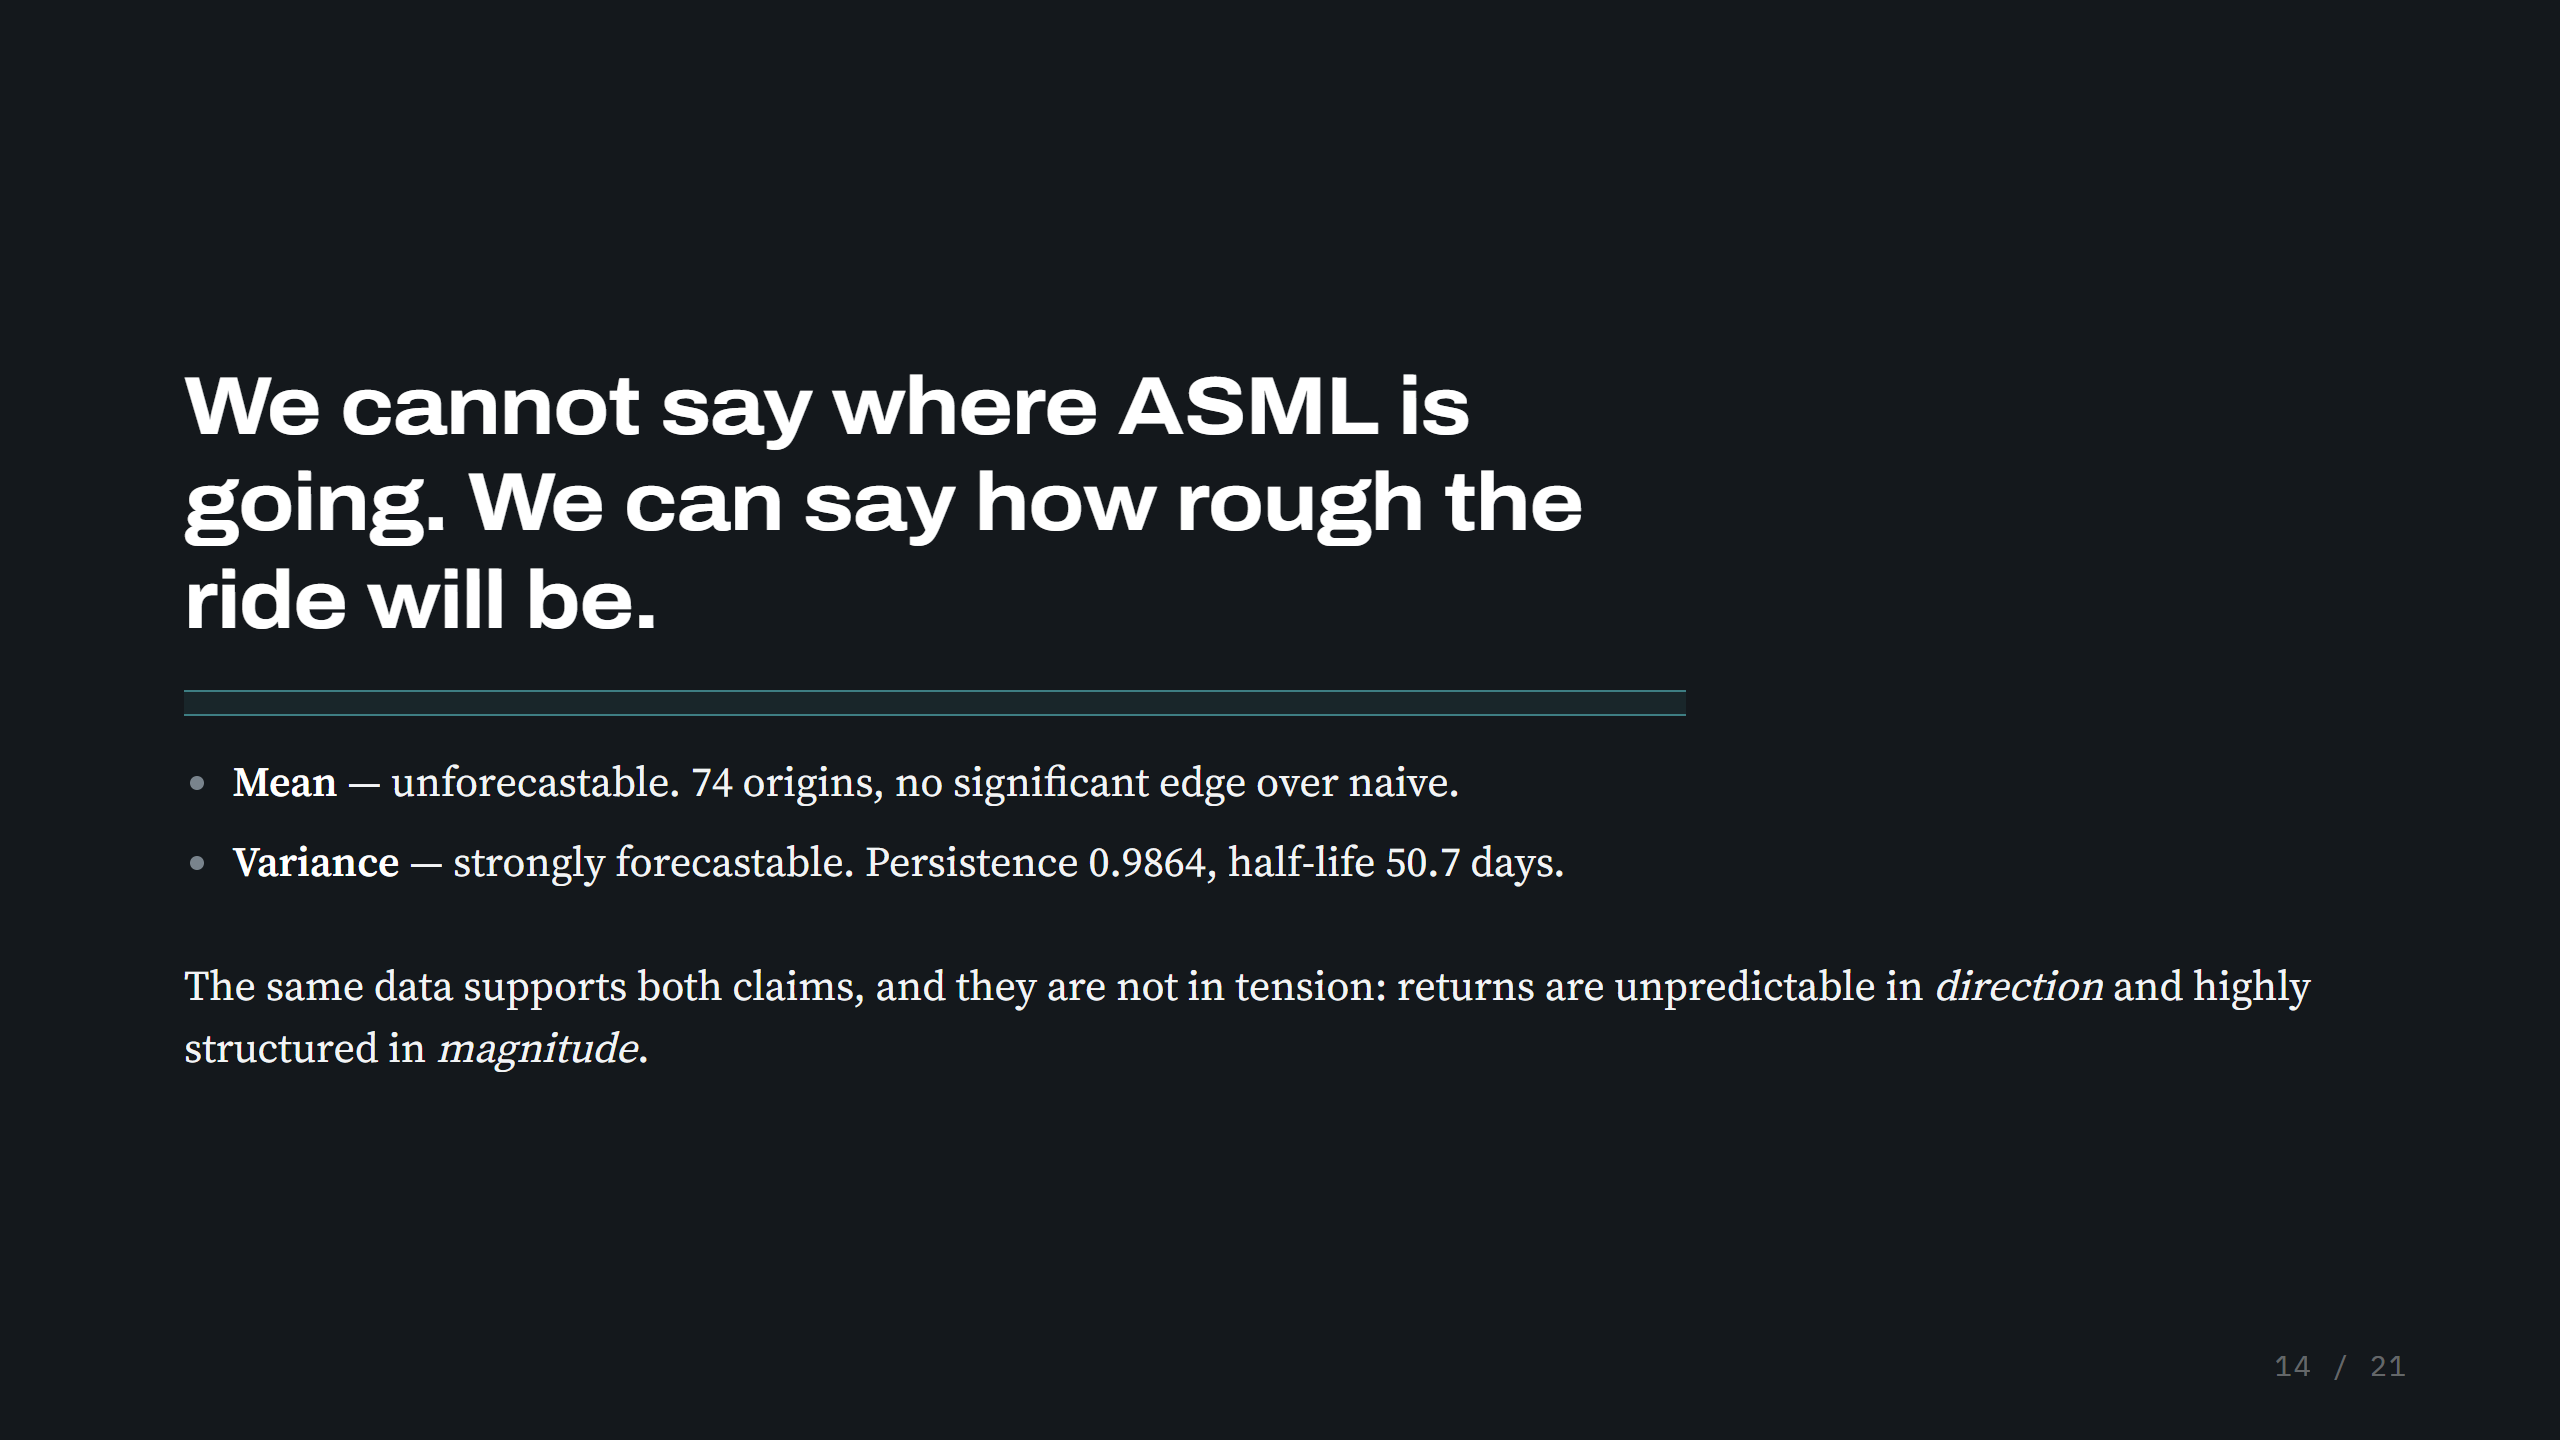 We cannot say where ASML is
going. We can say how rough the
ride will be.
• Mean — unforecastable. 74 origins, no significant edge over naive.
• Variance — strongly forecastable. Persistence 0.9864, half-life 50.7 days.
The same data supports both claims, and they are not in tension: returns are unpredictable in direction and highly
structured in magnitude.
14 / 21